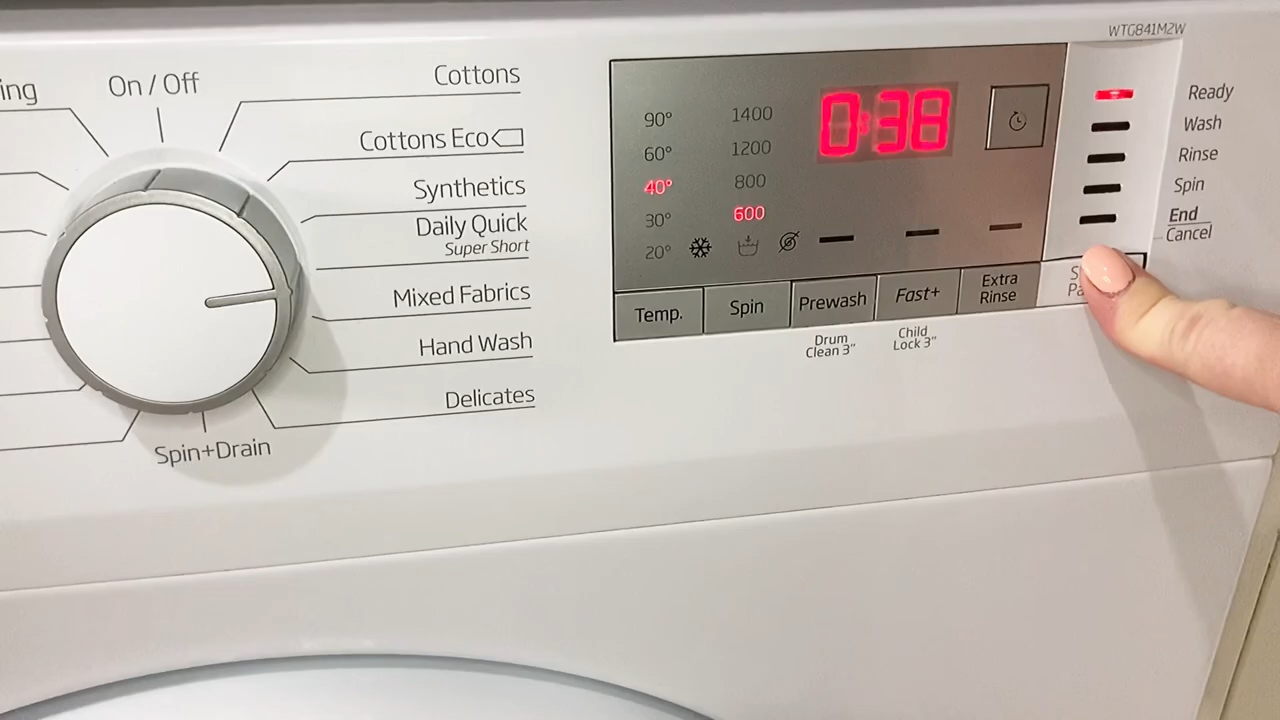 ing
On / Off
Cottons
Cottons Eco
Synthetics
Daily Quick
Super Short
Mixed Fabrics
Hand Wash
Delicates
Spin+Drain
WTG841M2W
90° 1400
60° 1200
40° 800
30° 600
20°
0:38
Temp.
Spin
Prewash
Fast+
Extra
Rinse
Drum
Clean 3"
Child
Lock 3"
Ready
Wash
Rinse
Spin
End
Cancel